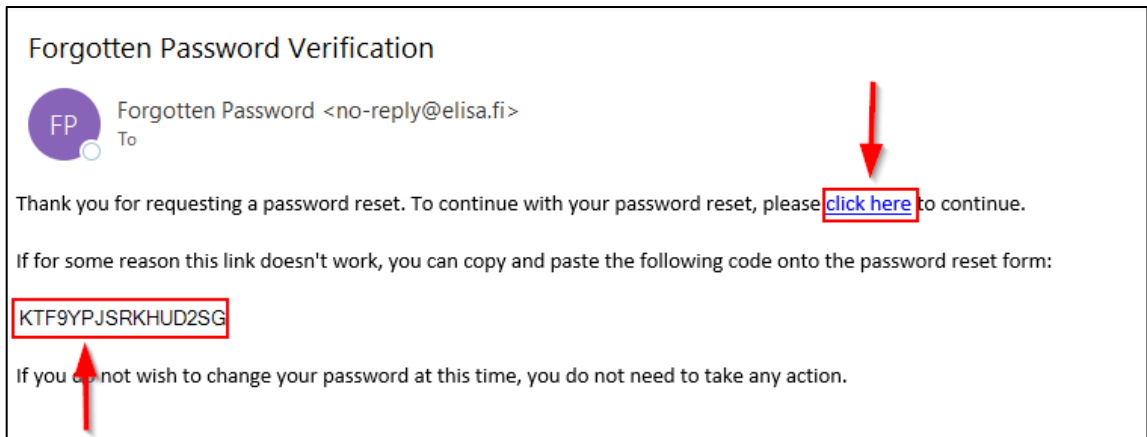 Forgotten Password Verification
FP
Forgotten Password <no-reply@elisa.fi>
To
Thank you for requesting a password reset. To continue with your password reset, please click here to continue.
If for some reason this link doesn't work, you can copy and paste the following code onto the password reset form:
KTF9YPJSRKHUD2SG
If you do not wish to change your password at this time, you do not need to take any action.